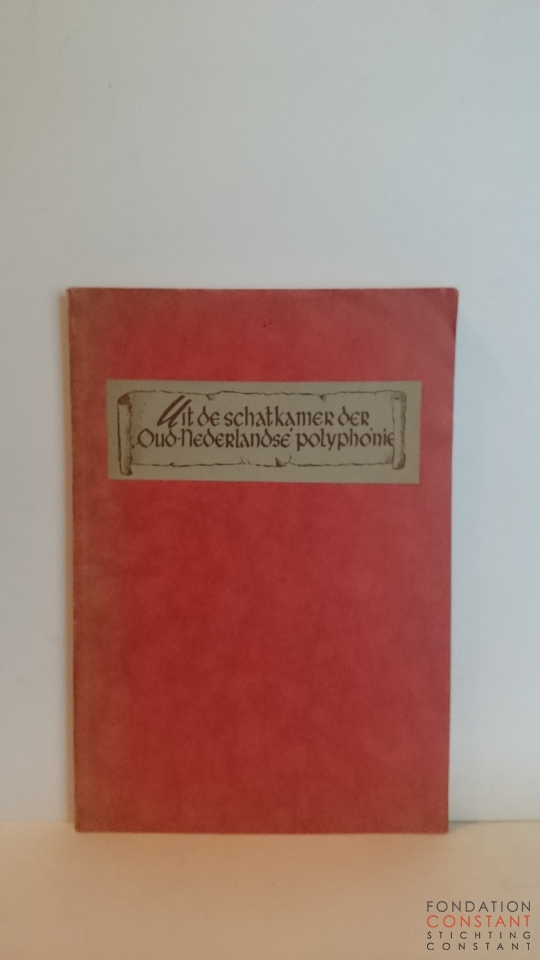 Uit de schatkamer der
Oud-Nederlandse polyphonie
FONDATION
CONSTANT
STICHTING
CONSTANT